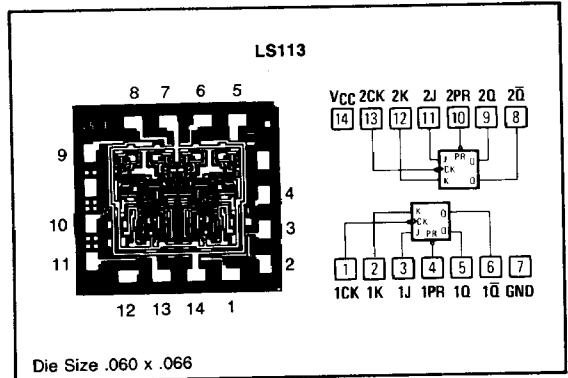 LS113
8 7 6 5
9
4
10
3
11
2
12 13 14 1
VCC 2CK 2K 2J 2PR 2Q 2Q̅
14 13 12 11 10 9 8
J PR Q
CK
K Q̅
K Q̅
CK
J PR Q
1 2 3 4 5 6 7
1CK 1K 1J 1PR 1Q 1Q̅ GND
Die Size .060 x .066